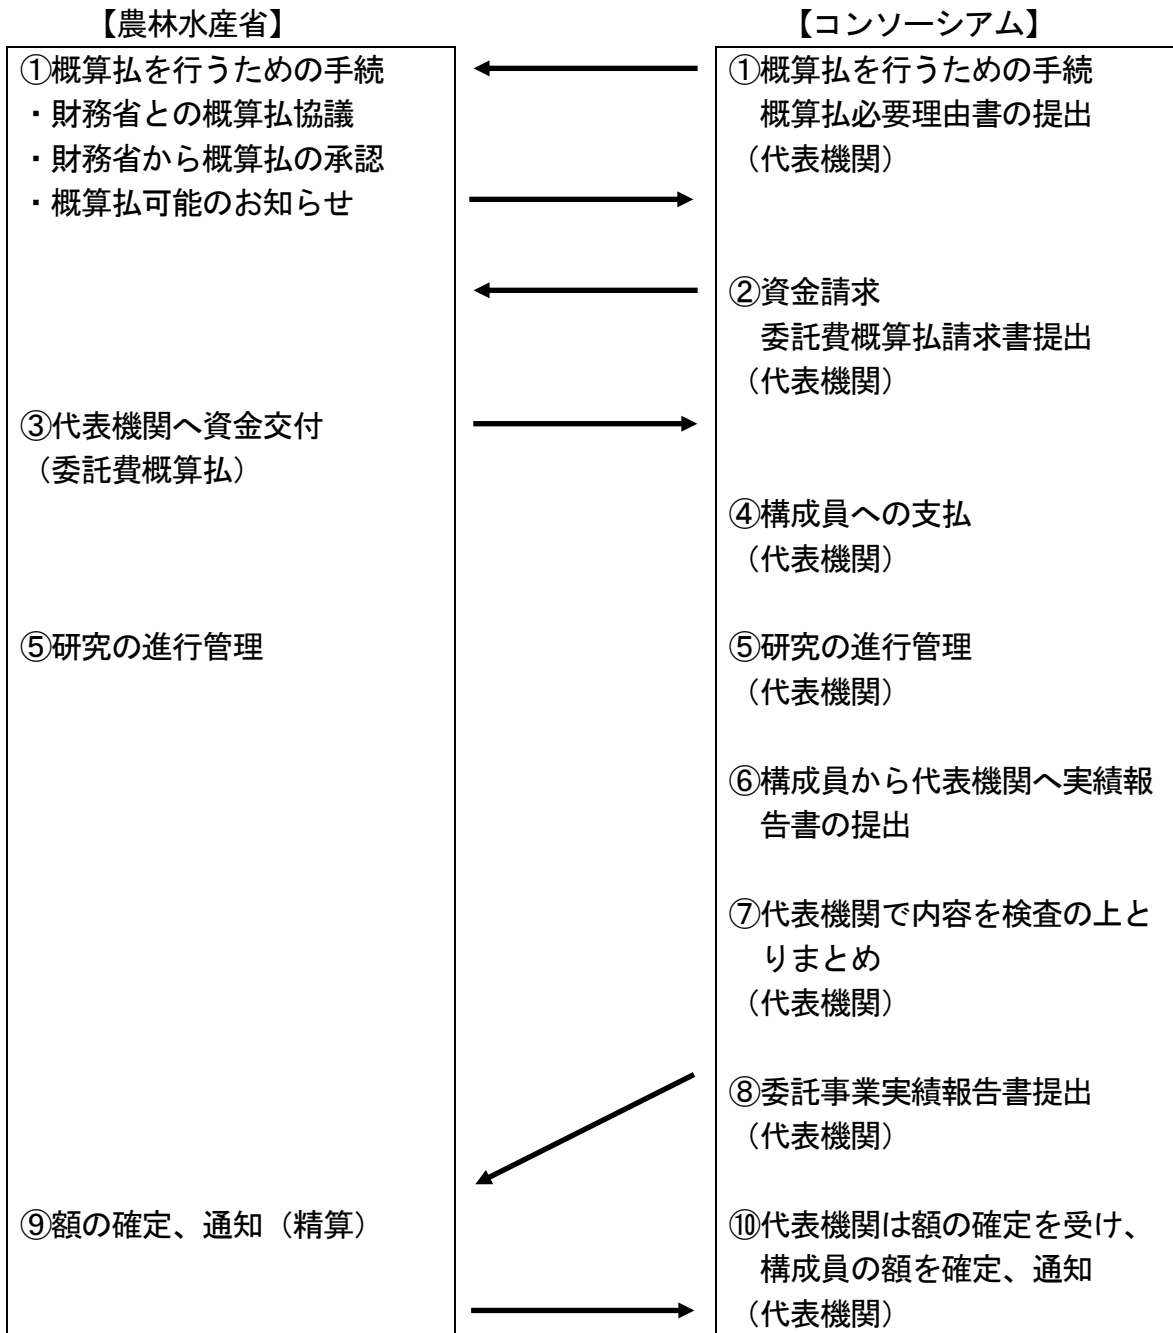 【農林水産省】
①概算払を行うための手続
・財務省との概算払協議
・財務省から概算払の承認
・概算払可能のお知らせ
③代表機関へ資金交付
（委託費概算払）
⑤研究の進行管理
⑨額の確定、通知（精算）
【コンソーシアム】
①概算払を行うための手続
概算払必要理由書の提出
（代表機関）
②資金請求
委託費概算払請求書提出
（代表機関）
④構成員への支払
（代表機関）
⑤研究の進行管理
（代表機関）
⑥構成員から代表機関へ実績報
告書の提出
⑦代表機関で内容を検査の上と
りまとめ
（代表機関）
⑧委託事業実績報告書提出
（代表機関）
⑩代表機関は額の確定を受け、
構成員の額を確定、通知
（代表機関）